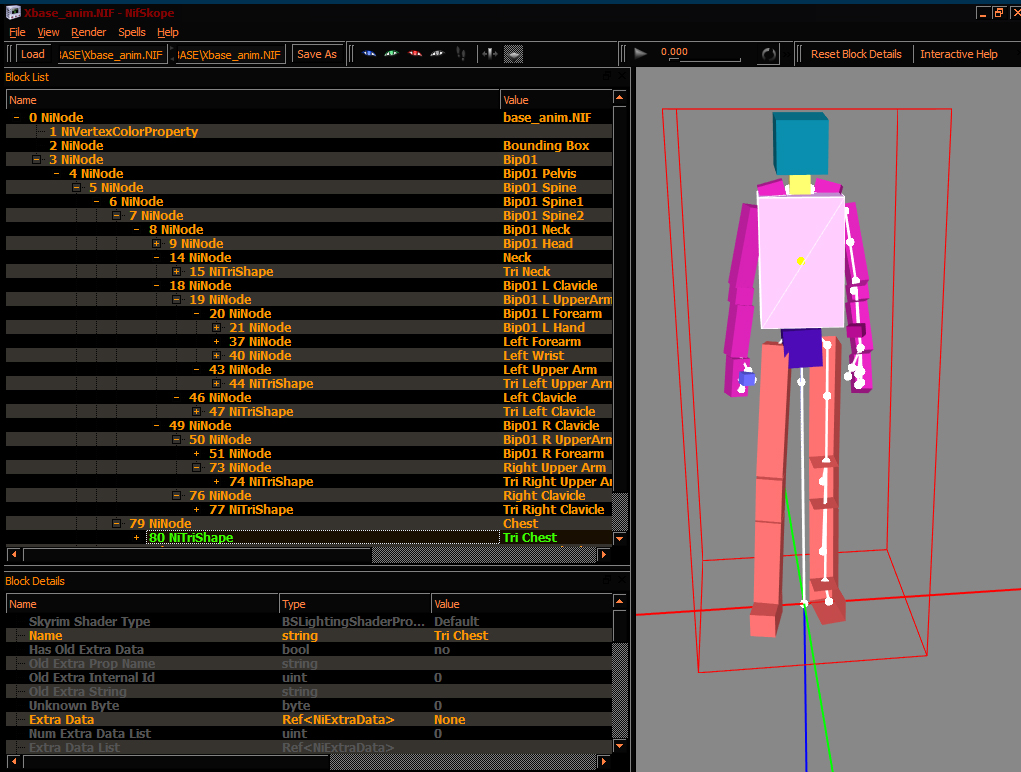 Xbase_anim.NIF - NifSkope
File View Render Spells Help
Load ASE\Xbase_anim.NIF ASE\Xbase_anim.NIF Save As 0.000 Reset Block Details Interactive Help
Block List
Name Value
0 NiNode base_anim.NIF
1 NiVertexColorProperty
2 NiNode Bounding Box
3 NiNode Bip01
4 NiNode Bip01 Pelvis
5 NiNode Bip01 Spine
6 NiNode Bip01 Spine1
7 NiNode Bip01 Spine2
8 NiNode Bip01 Neck
9 NiNode Bip01 Head
14 NiNode Neck
15 NiTriShape Tri Neck
18 NiNode Bip01 L Clavicle
19 NiNode Bip01 L UpperArm
20 NiNode Bip01 L Forearm
21 NiNode Bip01 L Hand
37 NiNode Left Forearm
40 NiNode Left Wrist
43 NiNode Left Upper Arm
44 NiTriShape Tri Left Upper Arm
46 NiNode Left Clavicle
47 NiTriShape Tri Left Clavicle
49 NiNode Bip01 R Clavicle
50 NiNode Bip01 R UpperArm
51 NiNode Bip01 R Forearm
73 NiNode Right Upper Arm
74 NiTriShape Tri Right Upper Ar
76 NiNode Right Clavicle
77 NiTriShape Tri Right Clavicle
79 NiNode Chest
80 NiTriShape Tri Chest
Block Details
Name Type Value
Skyrim Shader Type BSLightingShaderPro... Default
Name string Tri Chest
Has Old Extra Data bool no
Old Extra Prop Name string
Old Extra Internal Id uint 0
Old Extra String string
Unknown Byte byte 0
Extra Data Ref<NiExtraData> None
Num Extra Data List uint 0
Extra Data List Ref<NiExtraData>